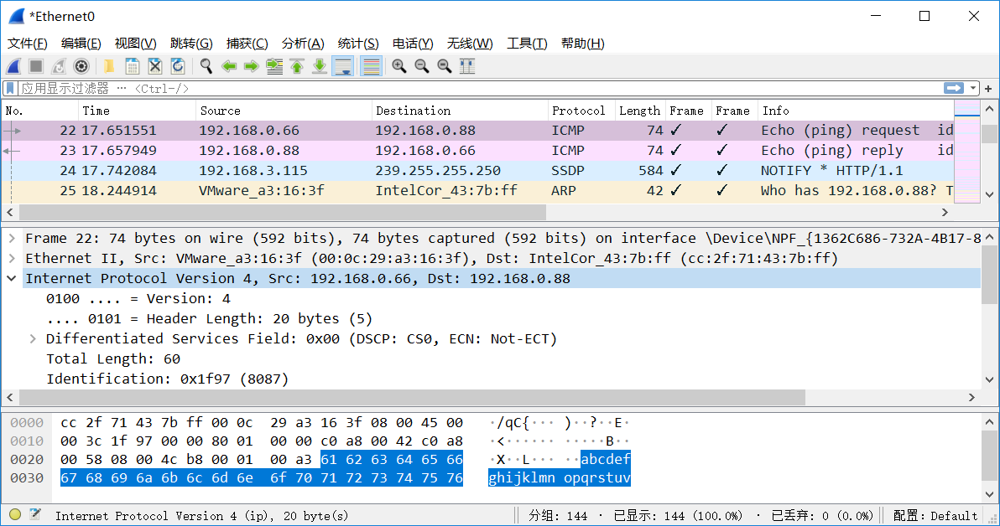 *Ethernet0
文件(F) 编辑(E) 视图(V) 跳转(G) 捕获(C) 分析(A) 统计(S) 电话(Y) 无线(W) 工具(T) 帮助(H)
应用显示过滤器 … <Ctrl-/>
No. Time Source Destination Protocol Length Frame Frame Info
22 17.651551 192.168.0.66 192.168.0.88 ICMP 74 ✓ ✓ Echo (ping) request id
23 17.657949 192.168.0.88 192.168.0.66 ICMP 74 ✓ ✓ Echo (ping) reply id
24 17.742084 192.168.3.115 239.255.255.250 SSDP 584 ✓ ✓ NOTIFY * HTTP/1.1
25 18.244914 VMware_a3:16:3f IntelCor_43:7b:ff ARP 42 ✓ ✓ Who has 192.168.0.88? T
Frame 22: 74 bytes on wire (592 bits), 74 bytes captured (592 bits) on interface \Device\NPF_{1362C686-732A-4B17-8
Ethernet II, Src: VMware_a3:16:3f (00:0c:29:a3:16:3f), Dst: IntelCor_43:7b:ff (cc:2f:71:43:7b:ff)
Internet Protocol Version 4, Src: 192.168.0.66, Dst: 192.168.0.88
0100 .... = Version: 4
.... 0101 = Header Length: 20 bytes (5)
Differentiated Services Field: 0x00 (DSCP: CS0, ECN: Not-ECT)
Total Length: 60
Identification: 0x1f97 (8087)
0000 cc 2f 71 43 7b ff 00 0c 29 a3 16 3f 08 00 45 00 ·/qC{··· )··?··E·
0010 00 3c 1f 97 00 00 80 01 00 00 c0 a8 00 42 c0 a8 ·<······ ·····B··
0020 00 58 08 00 4c b8 00 01 00 a3 61 62 63 64 65 66 ·X··L··· ··abcdef
0030 67 68 69 6a 6b 6c 6d 6e 6f 70 71 72 73 74 75 76 ghijklmn opqrstuv
Internet Protocol Version 4 (ip), 20 byte(s) 分组: 144 · 已显示: 144 (100.0%) · 已丢弃: 0 (0.0%) 配置: Default